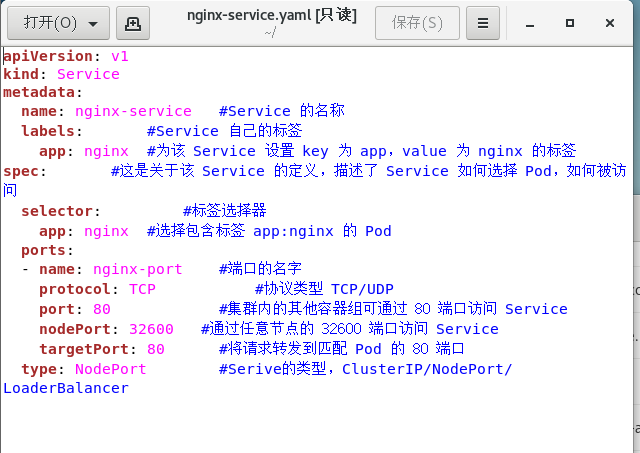 打开(O)
nginx-service.yaml [只读]
~/
保存(S)
apiVersion: v1
kind: Service
metadata:
  name: nginx-service   #Service 的名称
  labels:       #Service 自己的标签
    app: nginx  #为该 Service 设置 key 为 app，value 为 nginx 的标签
spec:       #这是关于该 Service 的定义，描述了 Service 如何选择 Pod，如何被访
问
  selector:         #标签选择器
    app: nginx  #选择包含标签 app:nginx 的 Pod
  ports:
  - name: nginx-port    #端口的名字
    protocol: TCP           #协议类型 TCP/UDP
    port: 80            #集群内的其他容器组可通过 80 端口访问 Service
    nodePort: 32600   #通过任意节点的 32600 端口访问 Service
    targetPort: 80      #将请求转发到匹配 Pod 的 80 端口
  type: NodePort        #Serive的类型，ClusterIP/NodePort/
LoaderBalancer